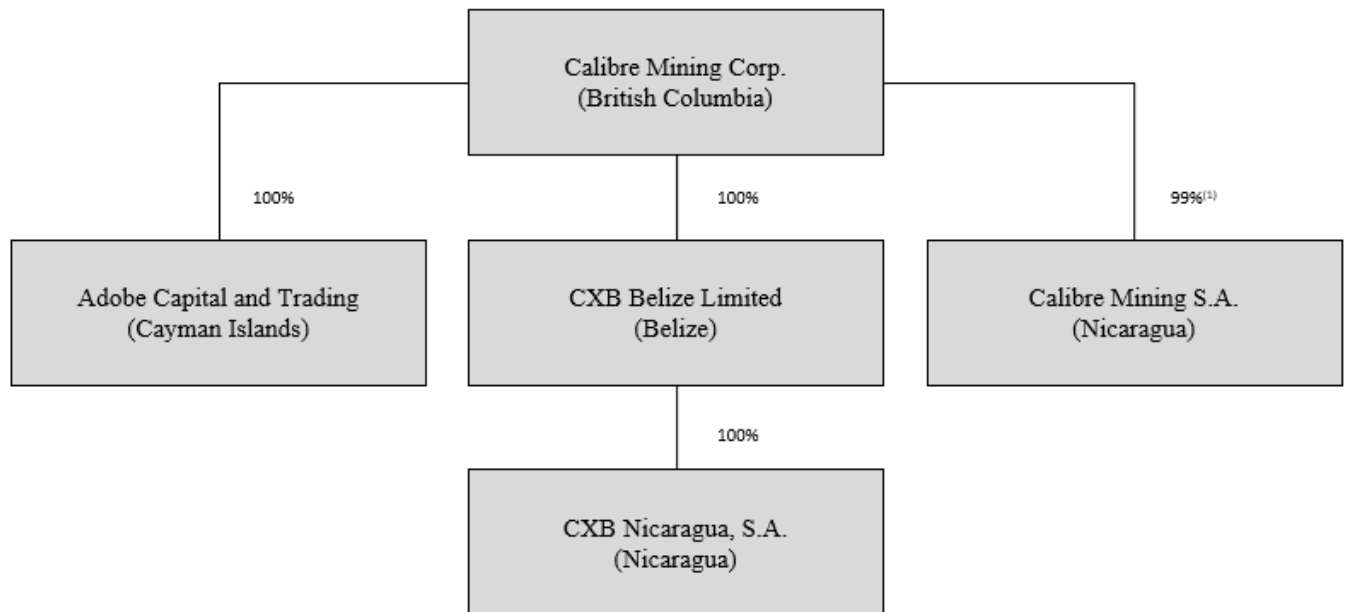 Calibre Mining Corp.
(British Columbia)
100%
100%
99%(1)
Adobe Capital and Trading
(Cayman Islands)
CXB Belize Limited
(Belize)
Calibre Mining S.A.
(Nicaragua)
100%
CXB Nicaragua, S.A.
(Nicaragua)